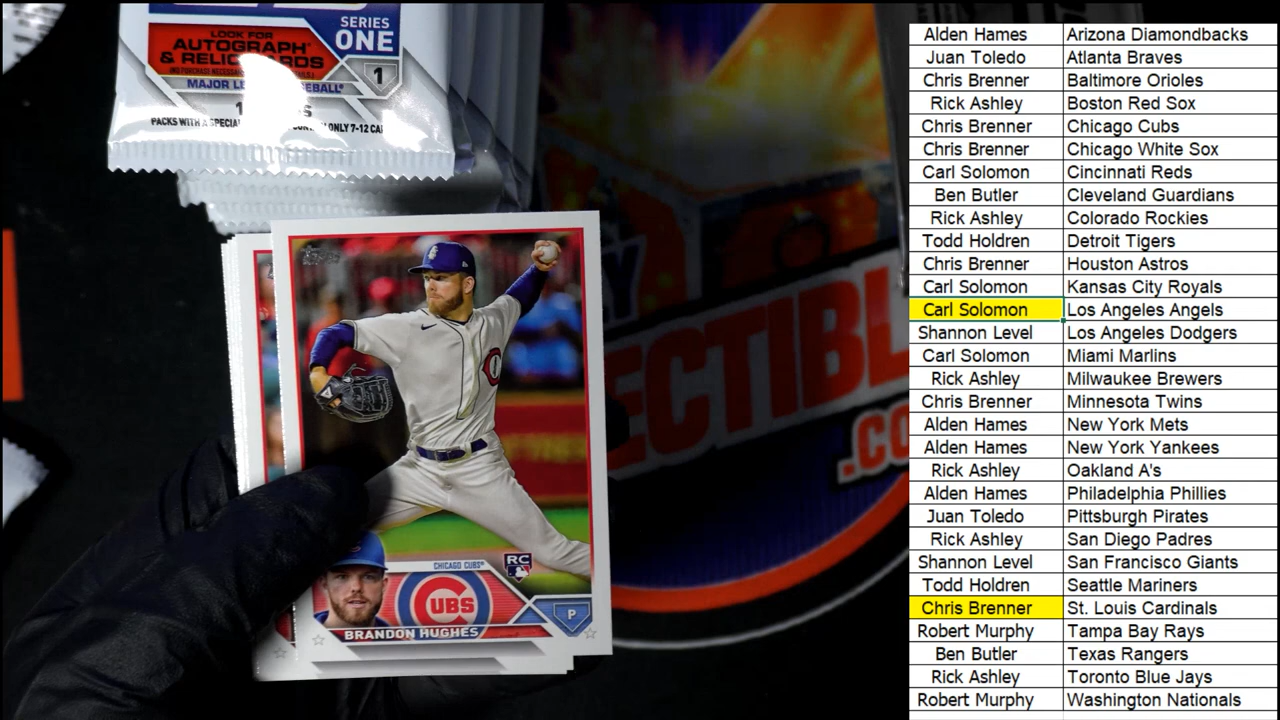 SERIES
ONE
LOOK FOR
AUTOGRAPH
& RELIC CARDS
1
MAJOR LEAGUE BASEBALL
PACKS WITH A SPECIAL
ONLY 7-12
ECTIBL
.CO
Topps
C
CHICAGO CUBS
RC
CUBS
P
BRANDON HUGHES
Alden Hames Arizona Diamondbacks
Juan Toledo Atlanta Braves
Chris Brenner Baltimore Orioles
Rick Ashley Boston Red Sox
Chris Brenner Chicago Cubs
Chris Brenner Chicago White Sox
Carl Solomon Cincinnati Reds
Ben Butler Cleveland Guardians
Rick Ashley Colorado Rockies
Todd Holdren Detroit Tigers
Chris Brenner Houston Astros
Carl Solomon Kansas City Royals
Carl Solomon Los Angeles Angels
Shannon Level Los Angeles Dodgers
Carl Solomon Miami Marlins
Rick Ashley Milwaukee Brewers
Chris Brenner Minnesota Twins
Alden Hames New York Mets
Alden Hames New York Yankees
Rick Ashley Oakland A's
Alden Hames Philadelphia Phillies
Juan Toledo Pittsburgh Pirates
Rick Ashley San Diego Padres
Shannon Level San Francisco Giants
Todd Holdren Seattle Mariners
Chris Brenner St. Louis Cardinals
Robert Murphy Tampa Bay Rays
Ben Butler Texas Rangers
Rick Ashley Toronto Blue Jays
Robert Murphy Washington Nationals